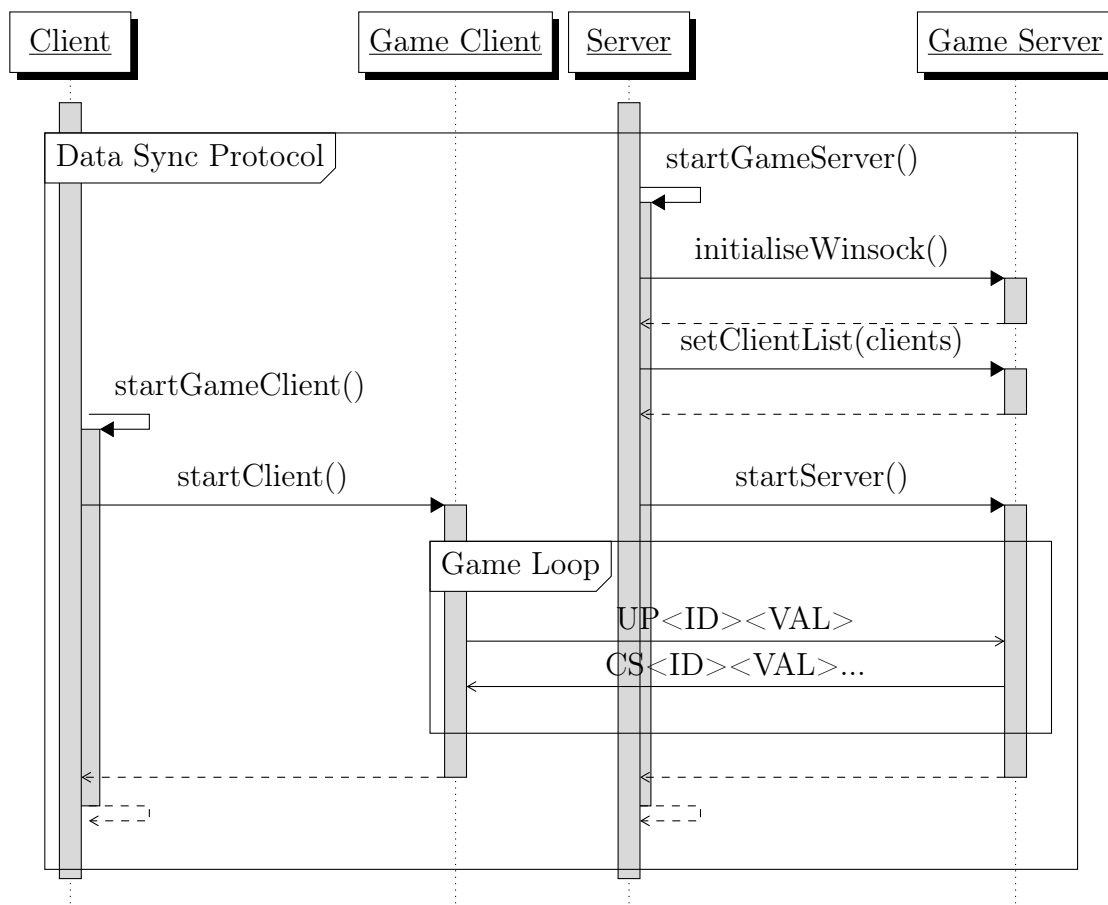 Client
Game Client
Server
Game Server
Data Sync Protocol
startGameServer()
initialiseWinsock()
setClientList(clients)
startGameClient()
startClient()
startServer()
Game Loop
UP<ID><VAL>
CS<ID><VAL>...